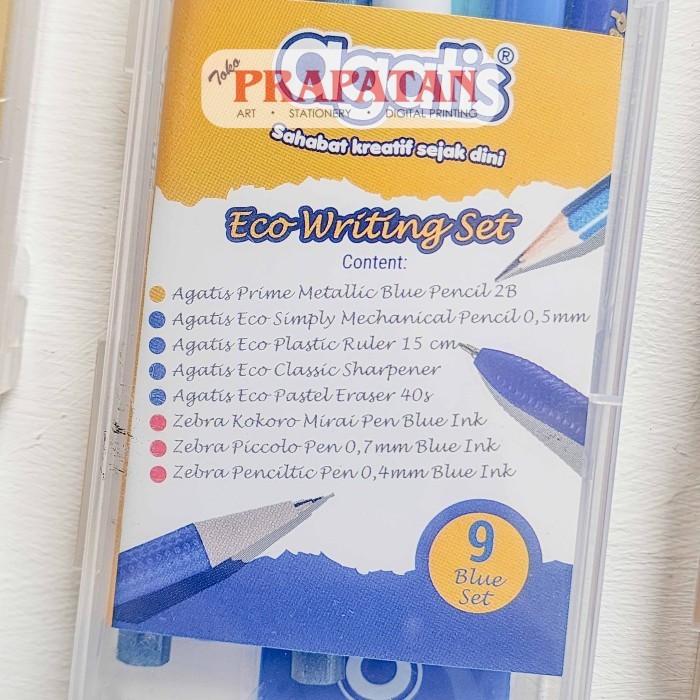 agatis®
Toko
PRAPATAN
ART • STATIONERY • DIGITAL PRINTING
Sahabat kreatif sejak dini
Eco Writing Set
Content:
Agatis Prime Metallic Blue Pencil 2B
Agatis Eco Simply Mechanical Pencil 0,5mm
Agatis Eco Plastic Ruler 15 cm
Agatis Eco Classic Sharpener
Agatis Eco Pastel Eraser 40s
Zebra Kokoro Mirai Pen Blue Ink
Zebra Piccolo Pen 0,7mm Blue Ink
Zebra Penciltic Pen 0,4mm Blue Ink
9
Blue
Set